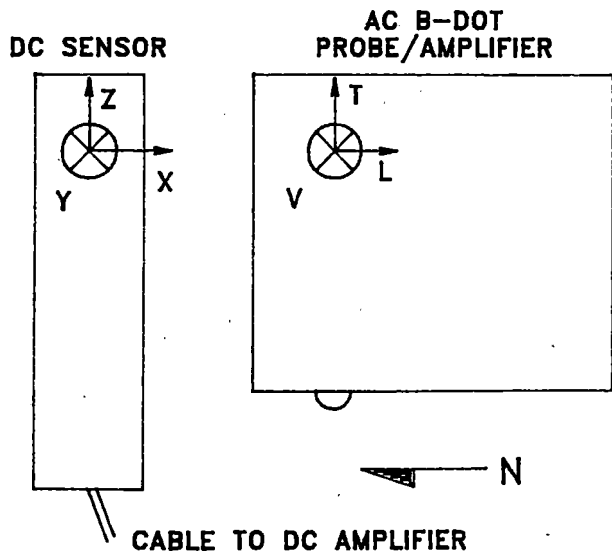 DC SENSOR
AC B-DOT
PROBE/AMPLIFIER
Z
X
Y
T
L
V
N
CABLE TO DC AMPLIFIER